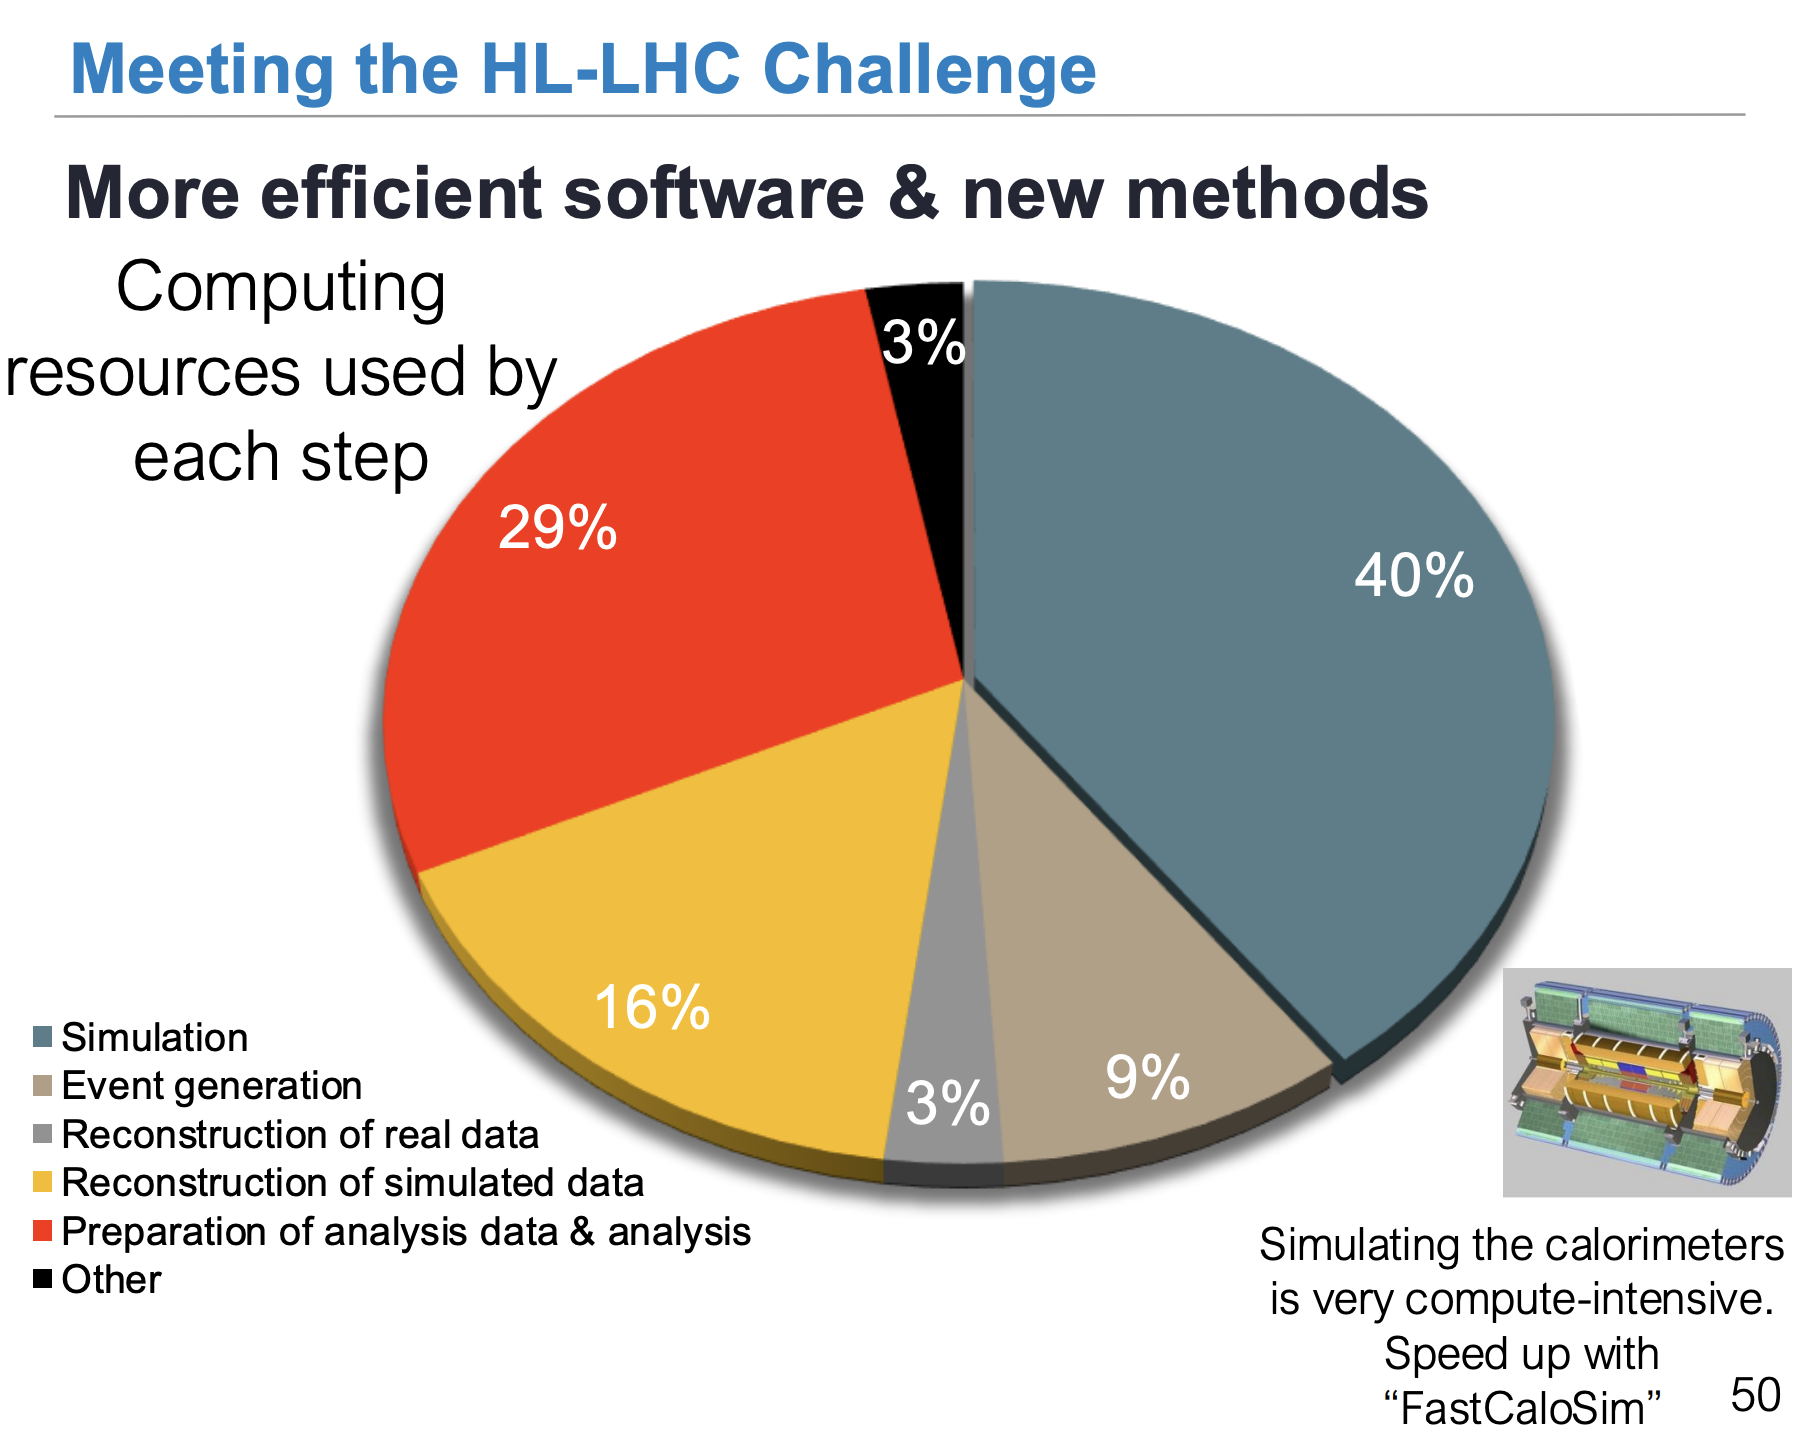 Meeting the HL-LHC Challenge
More efficient software & new methods
Computing
resources used by
each step
3%
40%
29%
16%
3%
9%
Simulation
Event generation
Reconstruction of real data
Reconstruction of simulated data
Preparation of analysis data & analysis
Other
Simulating the calorimeters
is very compute-intensive.
Speed up with
“FastCaloSim”
50